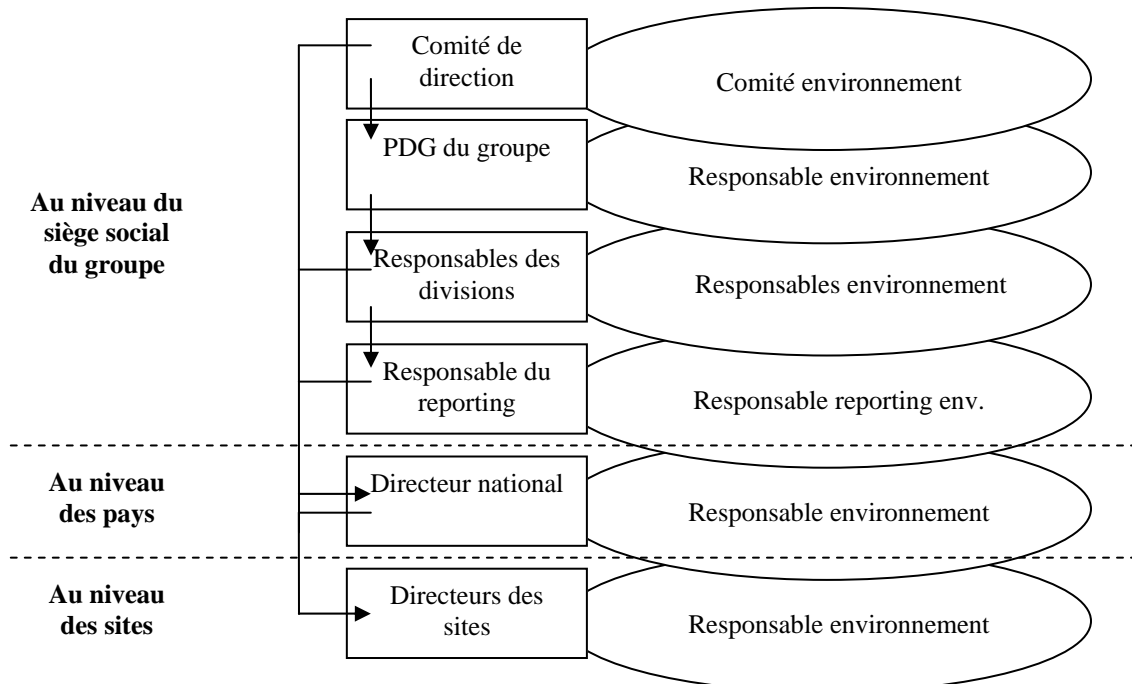 Comité de
direction
Comité environnement
PDG du groupe
Responsable environnement
Au niveau du
siège social
du groupe
Responsables des
divisions
Responsables environnement
Responsable du
reporting
Responsable reporting env.
Au niveau
des pays
Directeur national
Responsable environnement
Au niveau
des sites
Directeurs des
sites
Responsable environnement